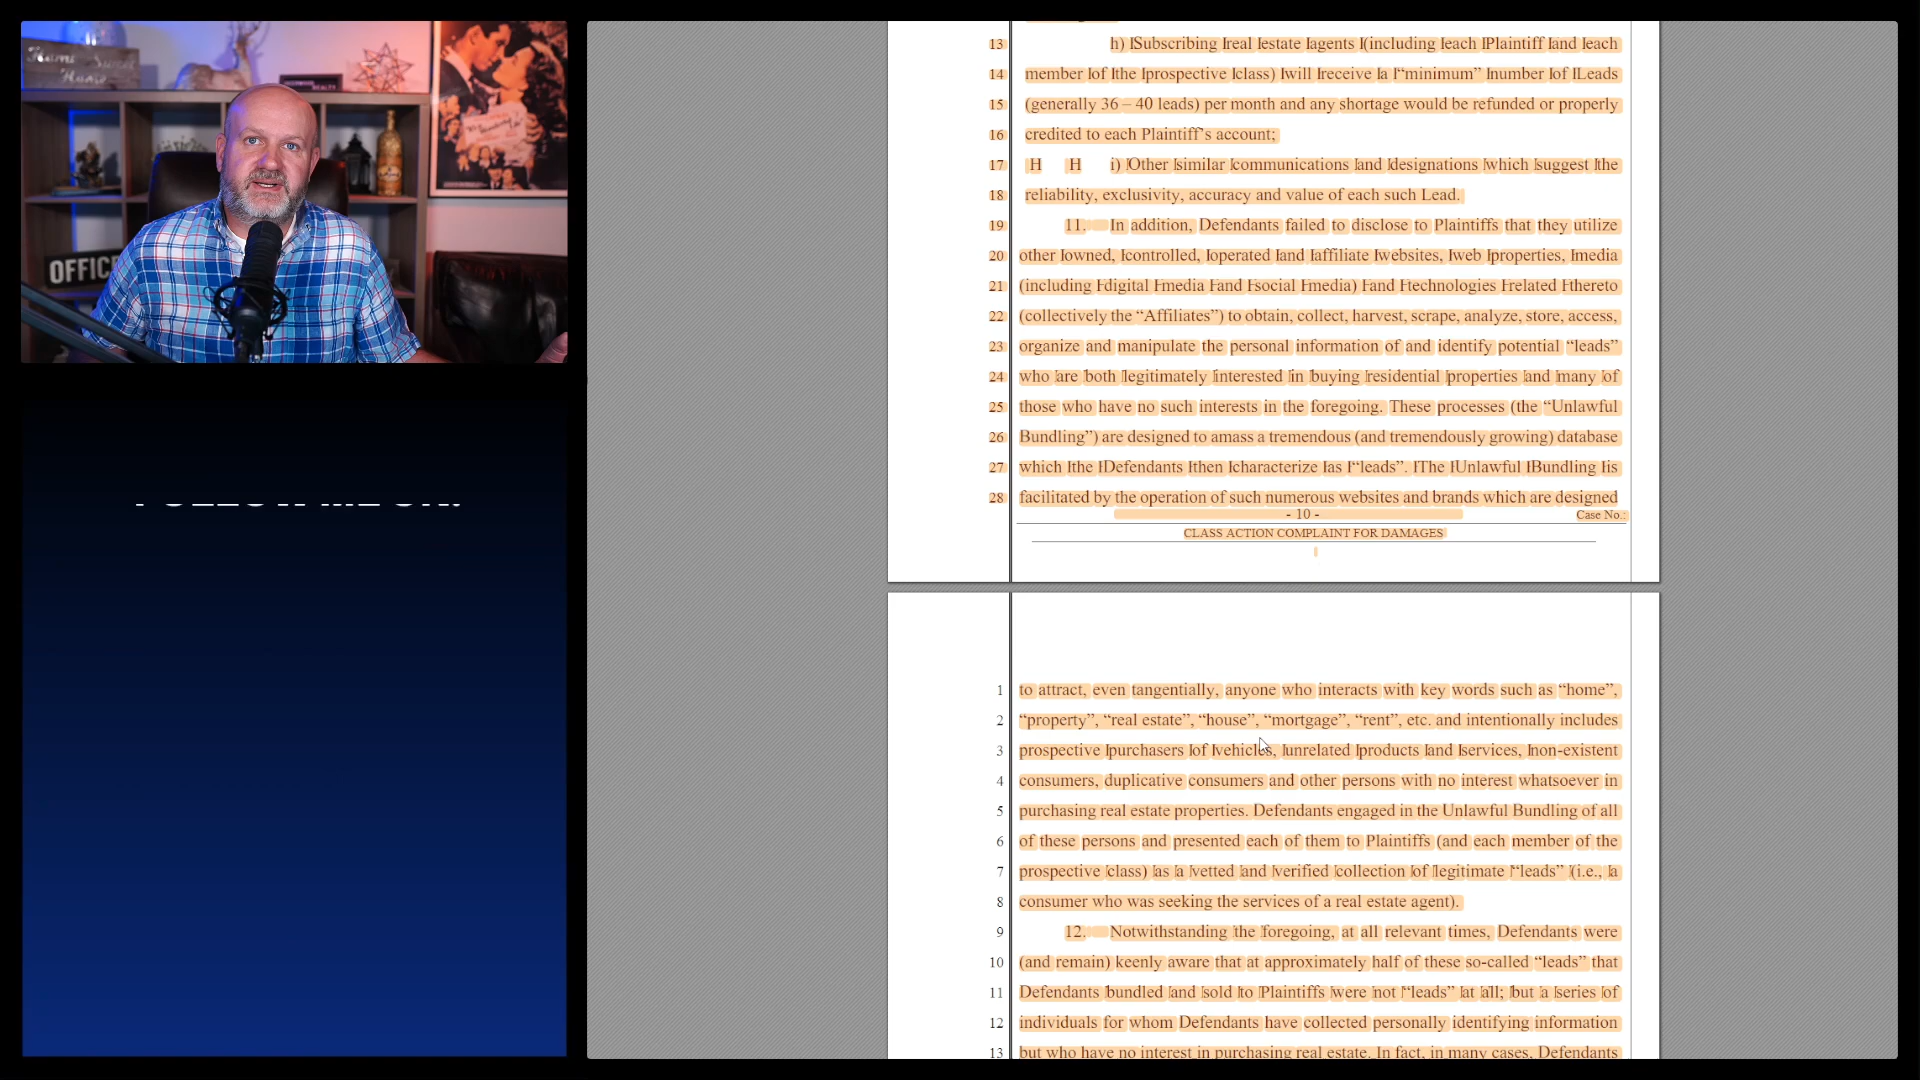 Home Sweet
Home
OFFICE
13 h) Subscribing real estate agents (including each Plaintiff and each
14 member of the prospective class) will receive a “minimum” number of Leads
15 (generally 36 – 40 leads) per month and any shortage would be refunded or properly
16 credited to each Plaintiff’s account;
17 H H i) Other similar communications and designations which suggest the
18 reliability, exclusivity, accuracy and value of each such Lead.
19 11. In addition, Defendants failed to disclose to Plaintiffs that they utilize
20 other owned, controlled, operated and affiliate websites, web properties, media
21 (including digital media and social media) and technologies related thereto
22 (collectively the “Affiliates”) to obtain, collect, harvest, scrape, analyze, store, access,
23 organize and manipulate the personal information of and identify potential “leads”
24 who are both legitimately interested in buying residential properties and many of
25 those who have no such interests in the foregoing. These processes (the “Unlawful
26 Bundling”) are designed to amass a tremendous (and tremendously growing) database
27 which the Defendants then characterize as “leads”. The Unlawful Bundling is
28 facilitated by the operation of such numerous websites and brands which are designed
- 10 - Case No.:
CLASS ACTION COMPLAINT FOR DAMAGES
1 to attract, even tangentially, anyone who interacts with key words such as “home”,
2 “property”, “real estate”, “house”, “mortgage”, “rent”, etc. and intentionally includes
3 prospective purchasers of vehicles, unrelated products and services, non-existent
4 consumers, duplicative consumers and other persons with no interest whatsoever in
5 purchasing real estate properties. Defendants engaged in the Unlawful Bundling of all
6 of these persons and presented each of them to Plaintiffs (and each member of the
7 prospective class) as a vetted and verified collection of legitimate “leads” (i.e., a
8 consumer who was seeking the services of a real estate agent).
9 12. Notwithstanding the foregoing, at all relevant times, Defendants were
10 (and remain) keenly aware that at approximately half of these so-called “leads” that
11 Defendants bundled and sold to Plaintiffs were not “leads” at all; but a series of
12 individuals for whom Defendants have collected personally identifying information
13 but who have no interest in purchasing real estate. In fact, in many cases, Defendants